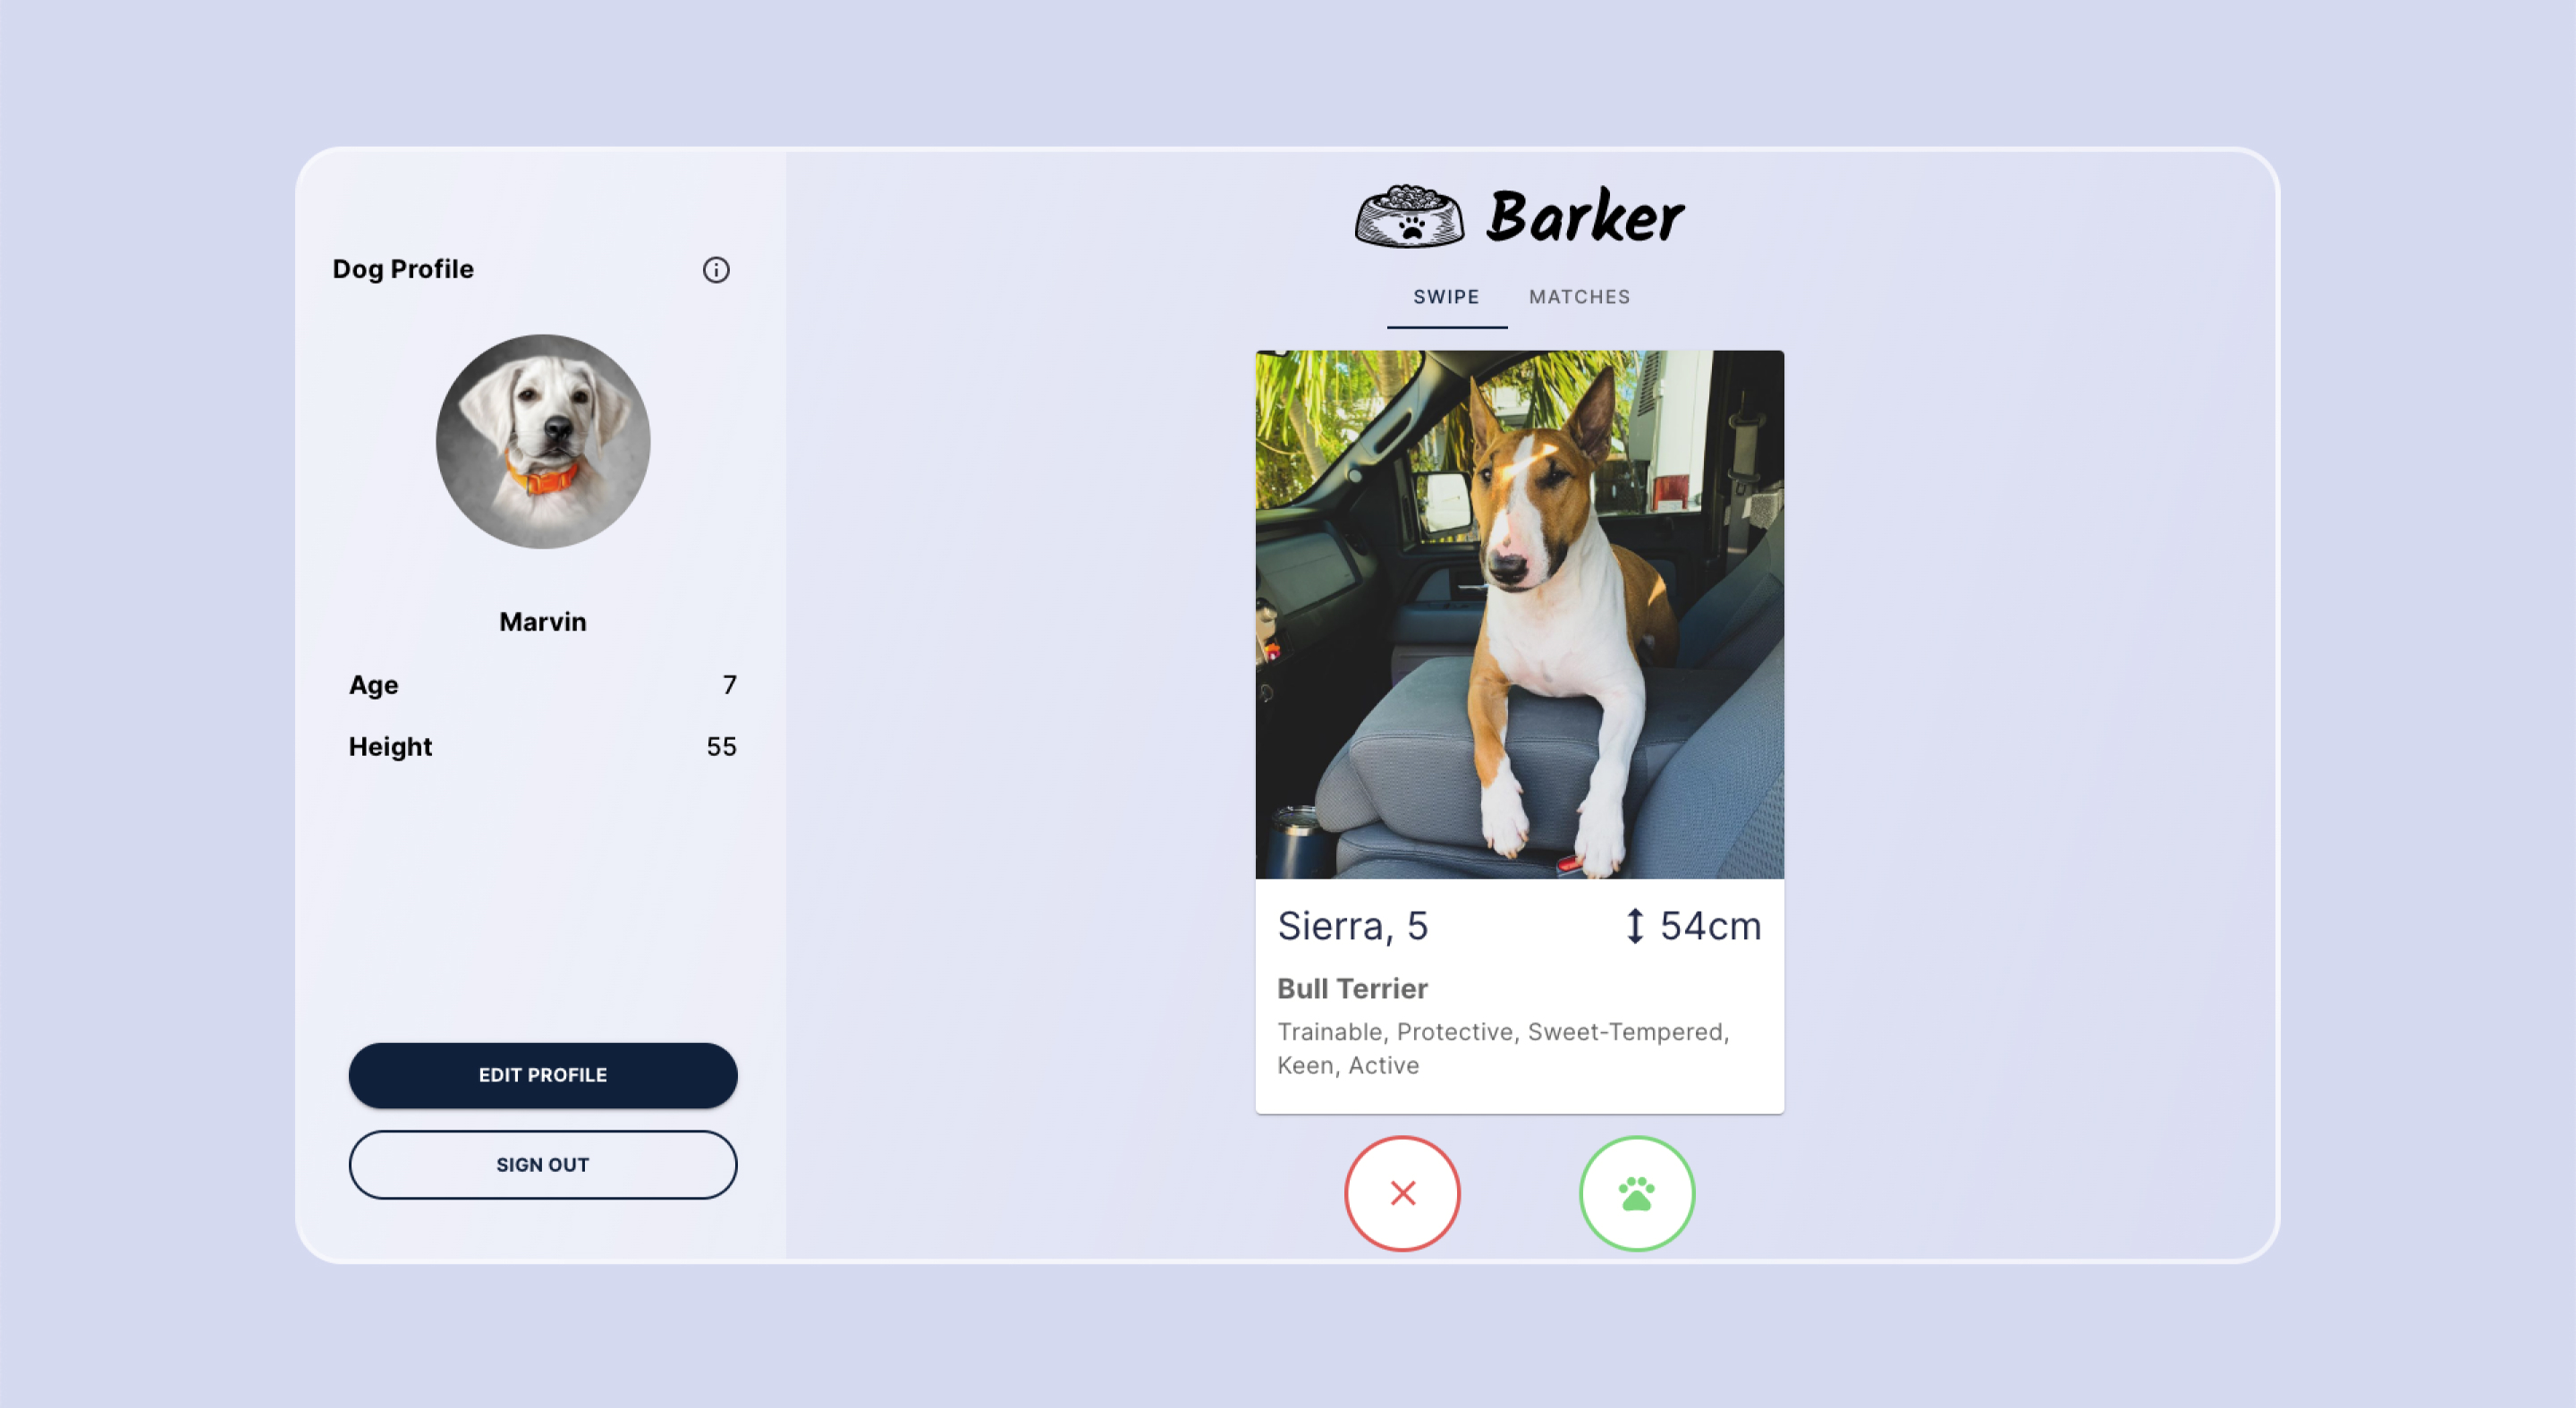 Dog Profile
Marvin
Age 7
Height 55
EDIT PROFILE
SIGN OUT
Barker
SWIPE MATCHES
Sierra, 5 54cm
Bull Terrier
Trainable, Protective, Sweet-Tempered,
Keen, Active